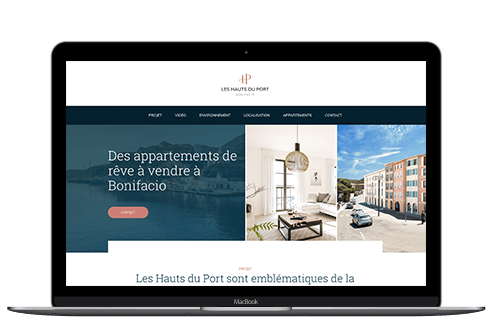 HP
LES HAUTS DU PORT
BONIFACIO
PROJET VIDÉO ENVIRONNEMENT LOCALISATION APPARTEMENTS CONTACT
Des appartements de
rêve à vendre à
Bonifacio
CONTACT
PROJET
Les Hauts du Port sont emblématiques de la
MacBook